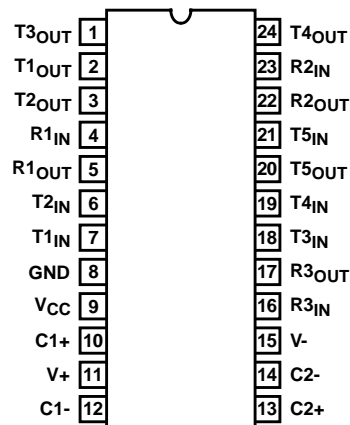 T3OUT 1 24 T4OUT
T1OUT 2 23 R2IN
T2OUT 3 22 R2OUT
R1IN 4 21 T5IN
R1OUT 5 20 T5OUT
T2IN 6 19 T4IN
T1IN 7 18 T3IN
GND 8 17 R3OUT
VCC 9 16 R3IN
C1+ 10 15 V-
V+ 11 14 C2-
C1- 12 13 C2+